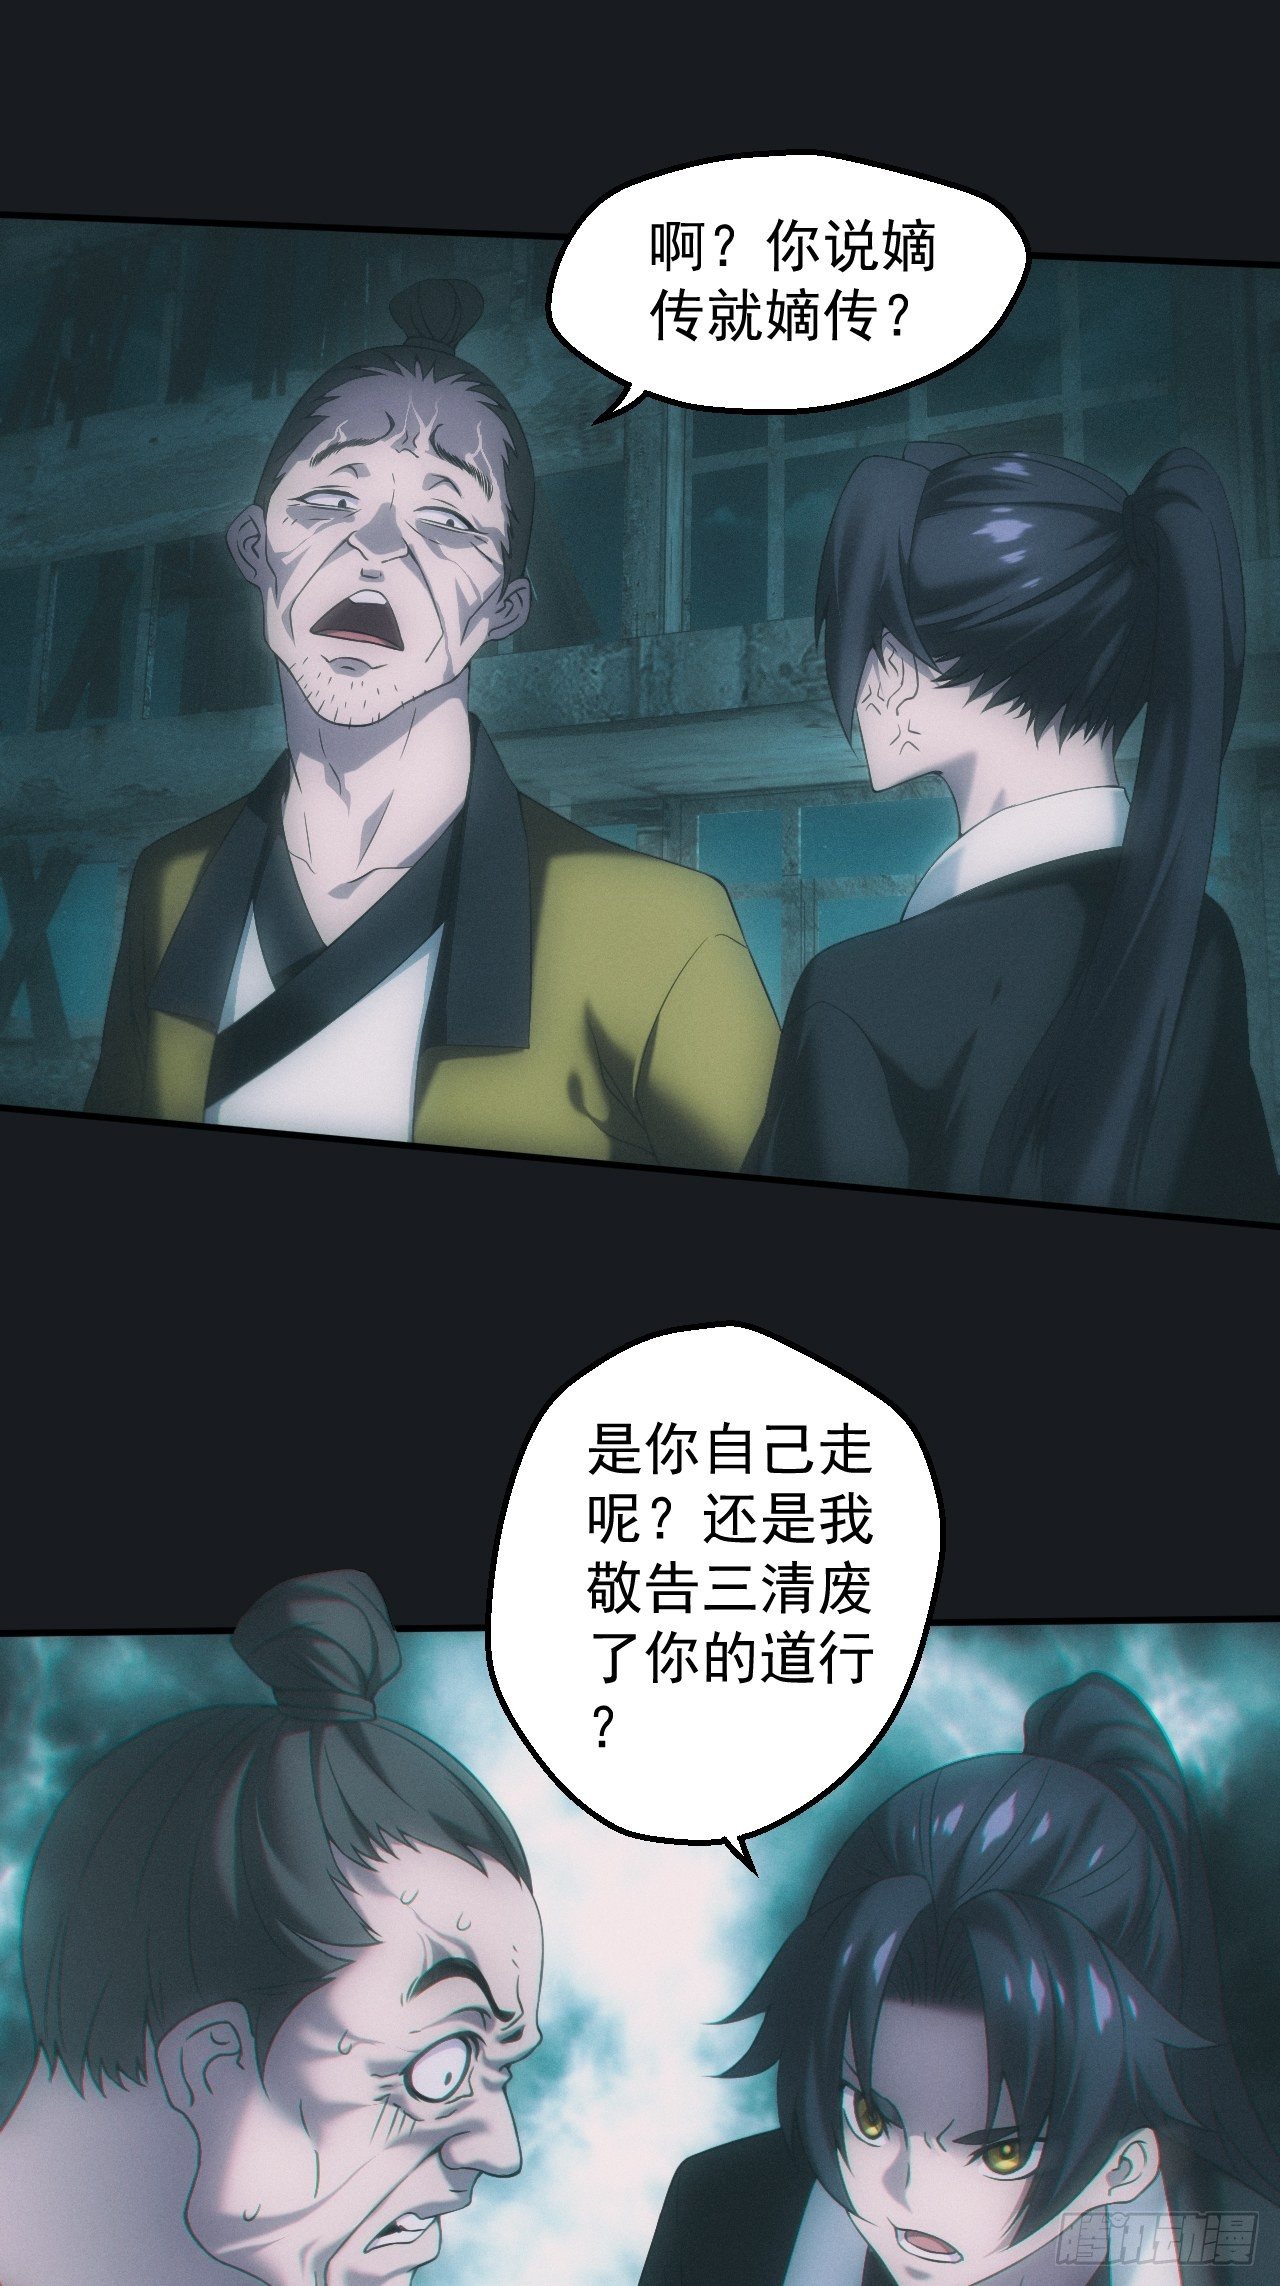 啊？你说嫡
传就嫡传？
是你自己走
呢？还是我
敬告三清废
了你的道行
？
腾讯动漫